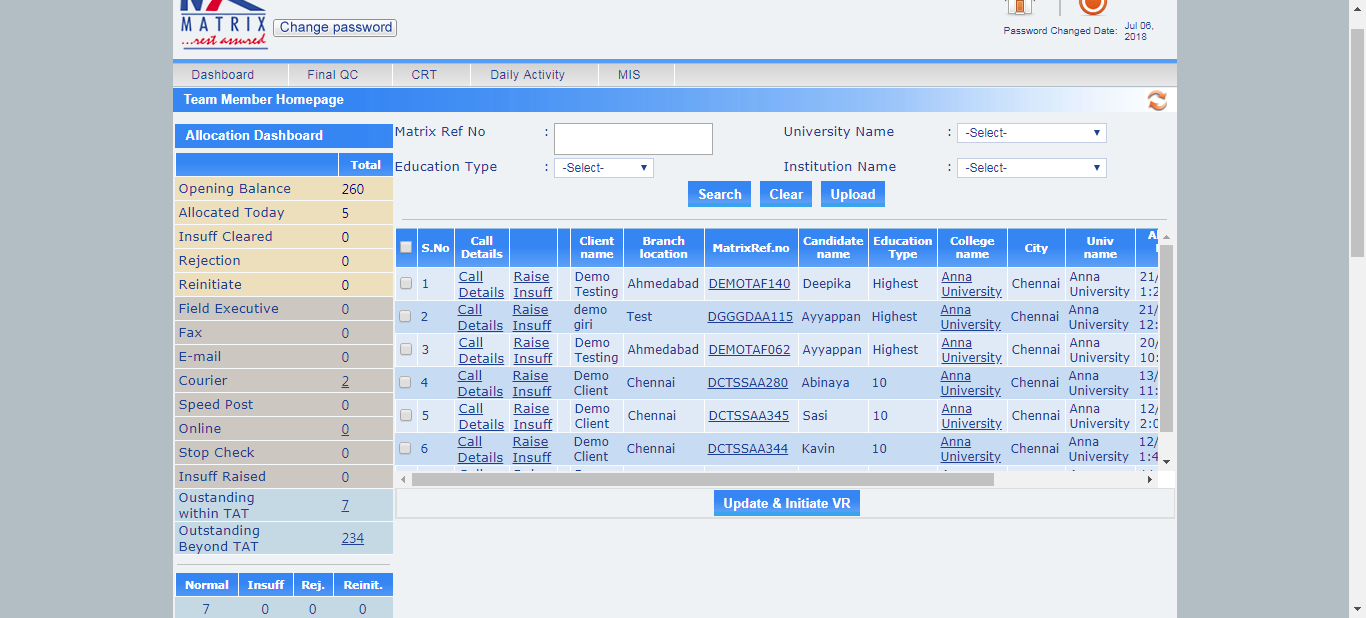 MATRIX
...rest assured
Change password
Password Changed Date: Jul 06, 2018
Dashboard Final QC CRT Daily Activity MIS
Team Member Homepage
Allocation Dashboard
Total
Opening Balance 260
Allocated Today 5
Insuff Cleared 0
Rejection 0
Reinitiate 0
Field Executive 0
Fax 0
E-mail 0
Courier 2
Speed Post 0
Online 0
Stop Check 0
Insuff Raised 0
Oustanding within TAT 7
Outstanding Beyond TAT 234
Normal Insuff Rej. Reinit.
7 0 0 0
Matrix Ref No : University Name : -Select-
Education Type : -Select- Institution Name : -Select-
Search Clear Upload
S.No Call Details Client name Branch location MatrixRef.no Candidate name Education Type College name City Univ name
1 Call Details Raise Insuff Demo Testing Ahmedabad DEMOTAF140 Deepika Highest Anna University Chennai Anna University 21/ 1:2
2 Call Details Raise Insuff demo giri Test DGGGDAA115 Ayyappan Highest Anna University Chennai Anna University 21/ 12:
3 Call Details Raise Insuff Demo Testing Ahmedabad DEMOTAF062 Ayyappan Highest Anna University Chennai Anna University 20/ 10:
4 Call Details Raise Insuff Demo Client Chennai DCTSSAA280 Abinaya 10 Anna University Chennai Anna University 13/ 11:
5 Call Details Raise Insuff Demo Client Chennai DCTSSAA345 Sasi 10 Anna University Chennai Anna University 12/ 2:0
6 Call Details Raise Insuff Demo Client Chennai DCTSSAA344 Kavin 10 Anna University Chennai Anna University 12/ 1:4
Update & Initiate VR